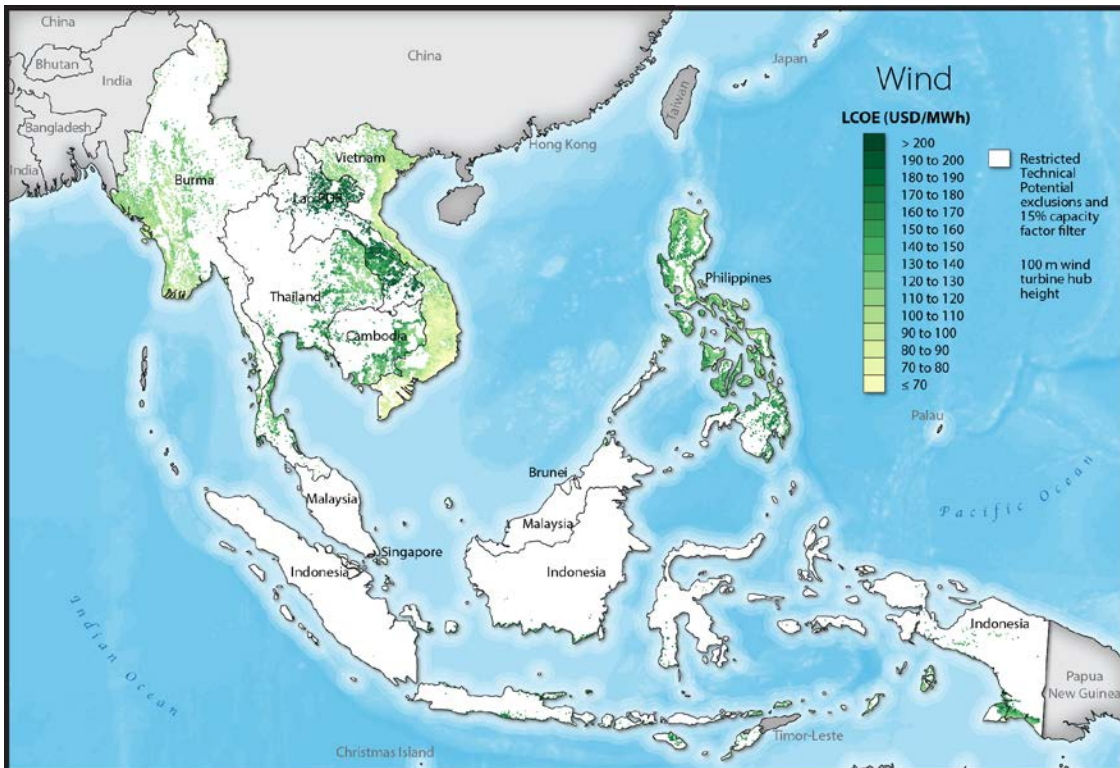 China
Bhutan
India
Bangladesh
India
China
Taiwan
Japan
Hong Kong
Wind
LCOE (USD/MWh)
> 200
190 to 200
180 to 190
170 to 180
160 to 170
150 to 160
140 to 150
130 to 140
120 to 130
110 to 120
100 to 110
90 to 100
80 to 90
70 to 80
≤ 70
Restricted
Technical
Potential
exclusions and
15% capacity
factor filter
100 m wind
turbine hub
height
Burma
Vietnam
Lao PDR
Thailand
Cambodia
Philippines
Palau
Pacific Ocean
Brunei
Malaysia
Malaysia
Singapore
Indonesia
Indonesia
Indonesia
Indian Ocean
Papua
New Guinea
Timor-Leste
Christmas Island